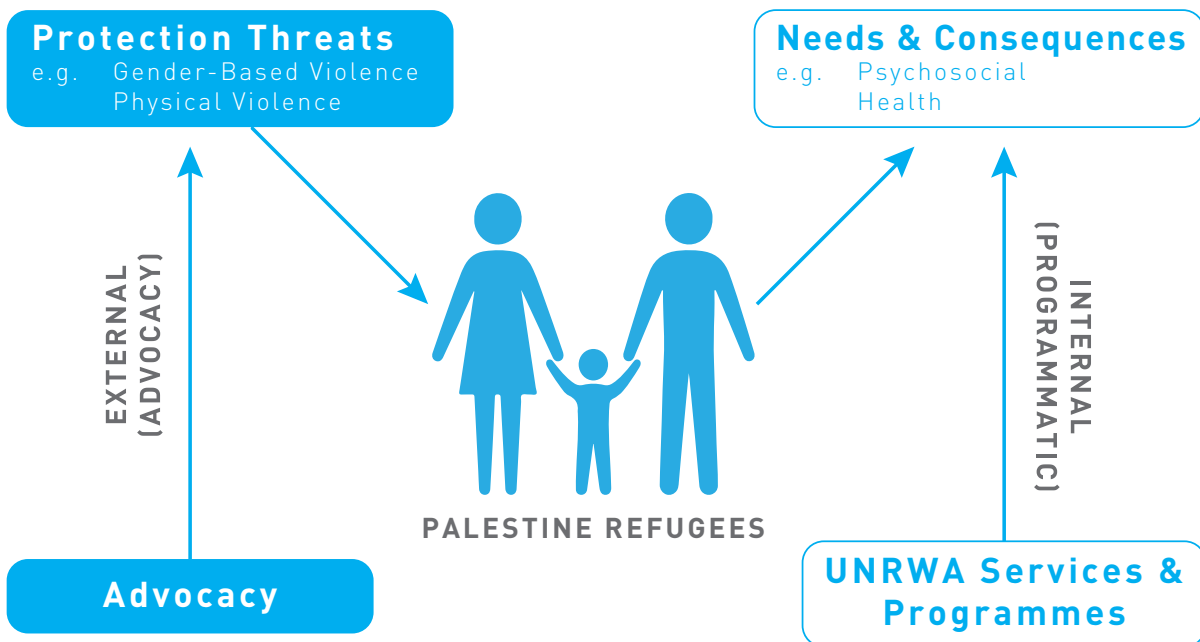 Protection Threats
e.g. Gender-Based Violence
Physical Violence
Needs & Consequences
e.g. Psychosocial
Health
EXTERNAL
(ADVOCACY)
INTERNAL
(PROGRAMMATIC)
PALESTINE REFUGEES
Advocacy
UNRWA Services &
Programmes